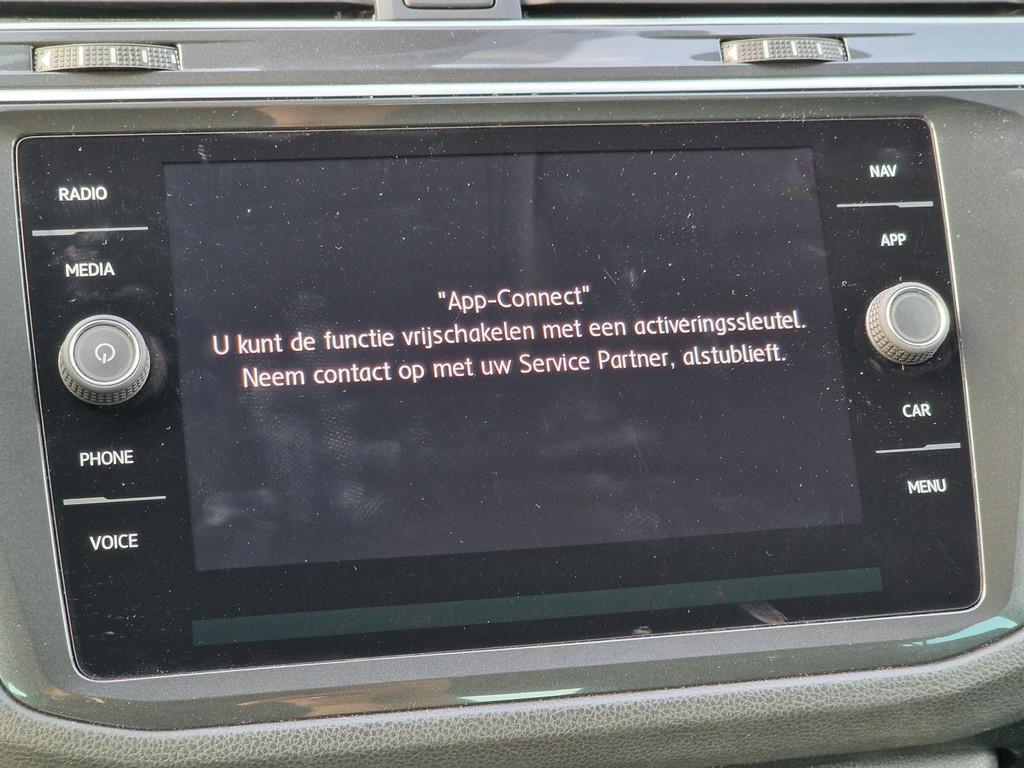 RADIO
MEDIA
PHONE
VOICE
"App-Connect"
U kunt de functie vrijschakelen met een activeringssleutel.
Neem contact op met uw Service Partner, alstublieft.
NAV
APP
CAR
MENU